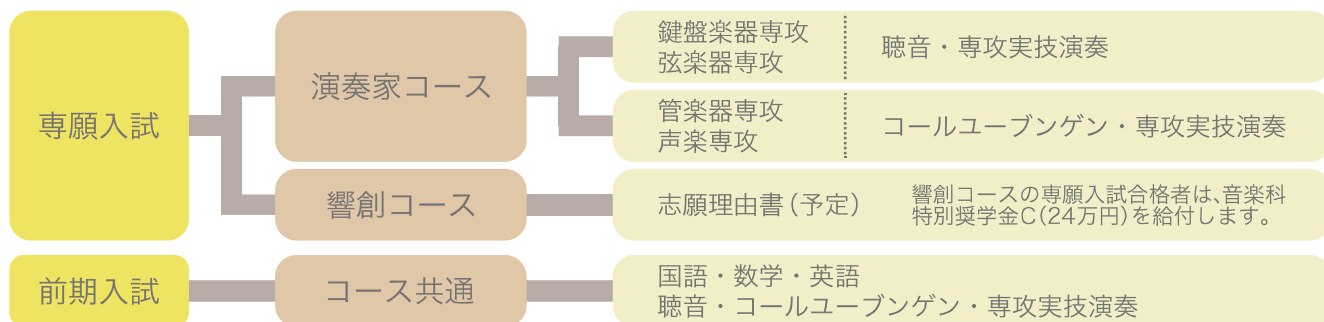 専願入試
演奏家コース
鍵盤楽器専攻
弦楽器専攻
聴音・専攻実技演奏
管楽器専攻
声楽専攻
コールユーブンゲン・専攻実技演奏
響創コース
志願理由書(予定)
響創コースの専願入試合格者は、音楽科
特別奨学金C(24万円)を給付します。
前期入試
コース共通
国語・数学・英語
聴音・コールユーブンゲン・専攻実技演奏